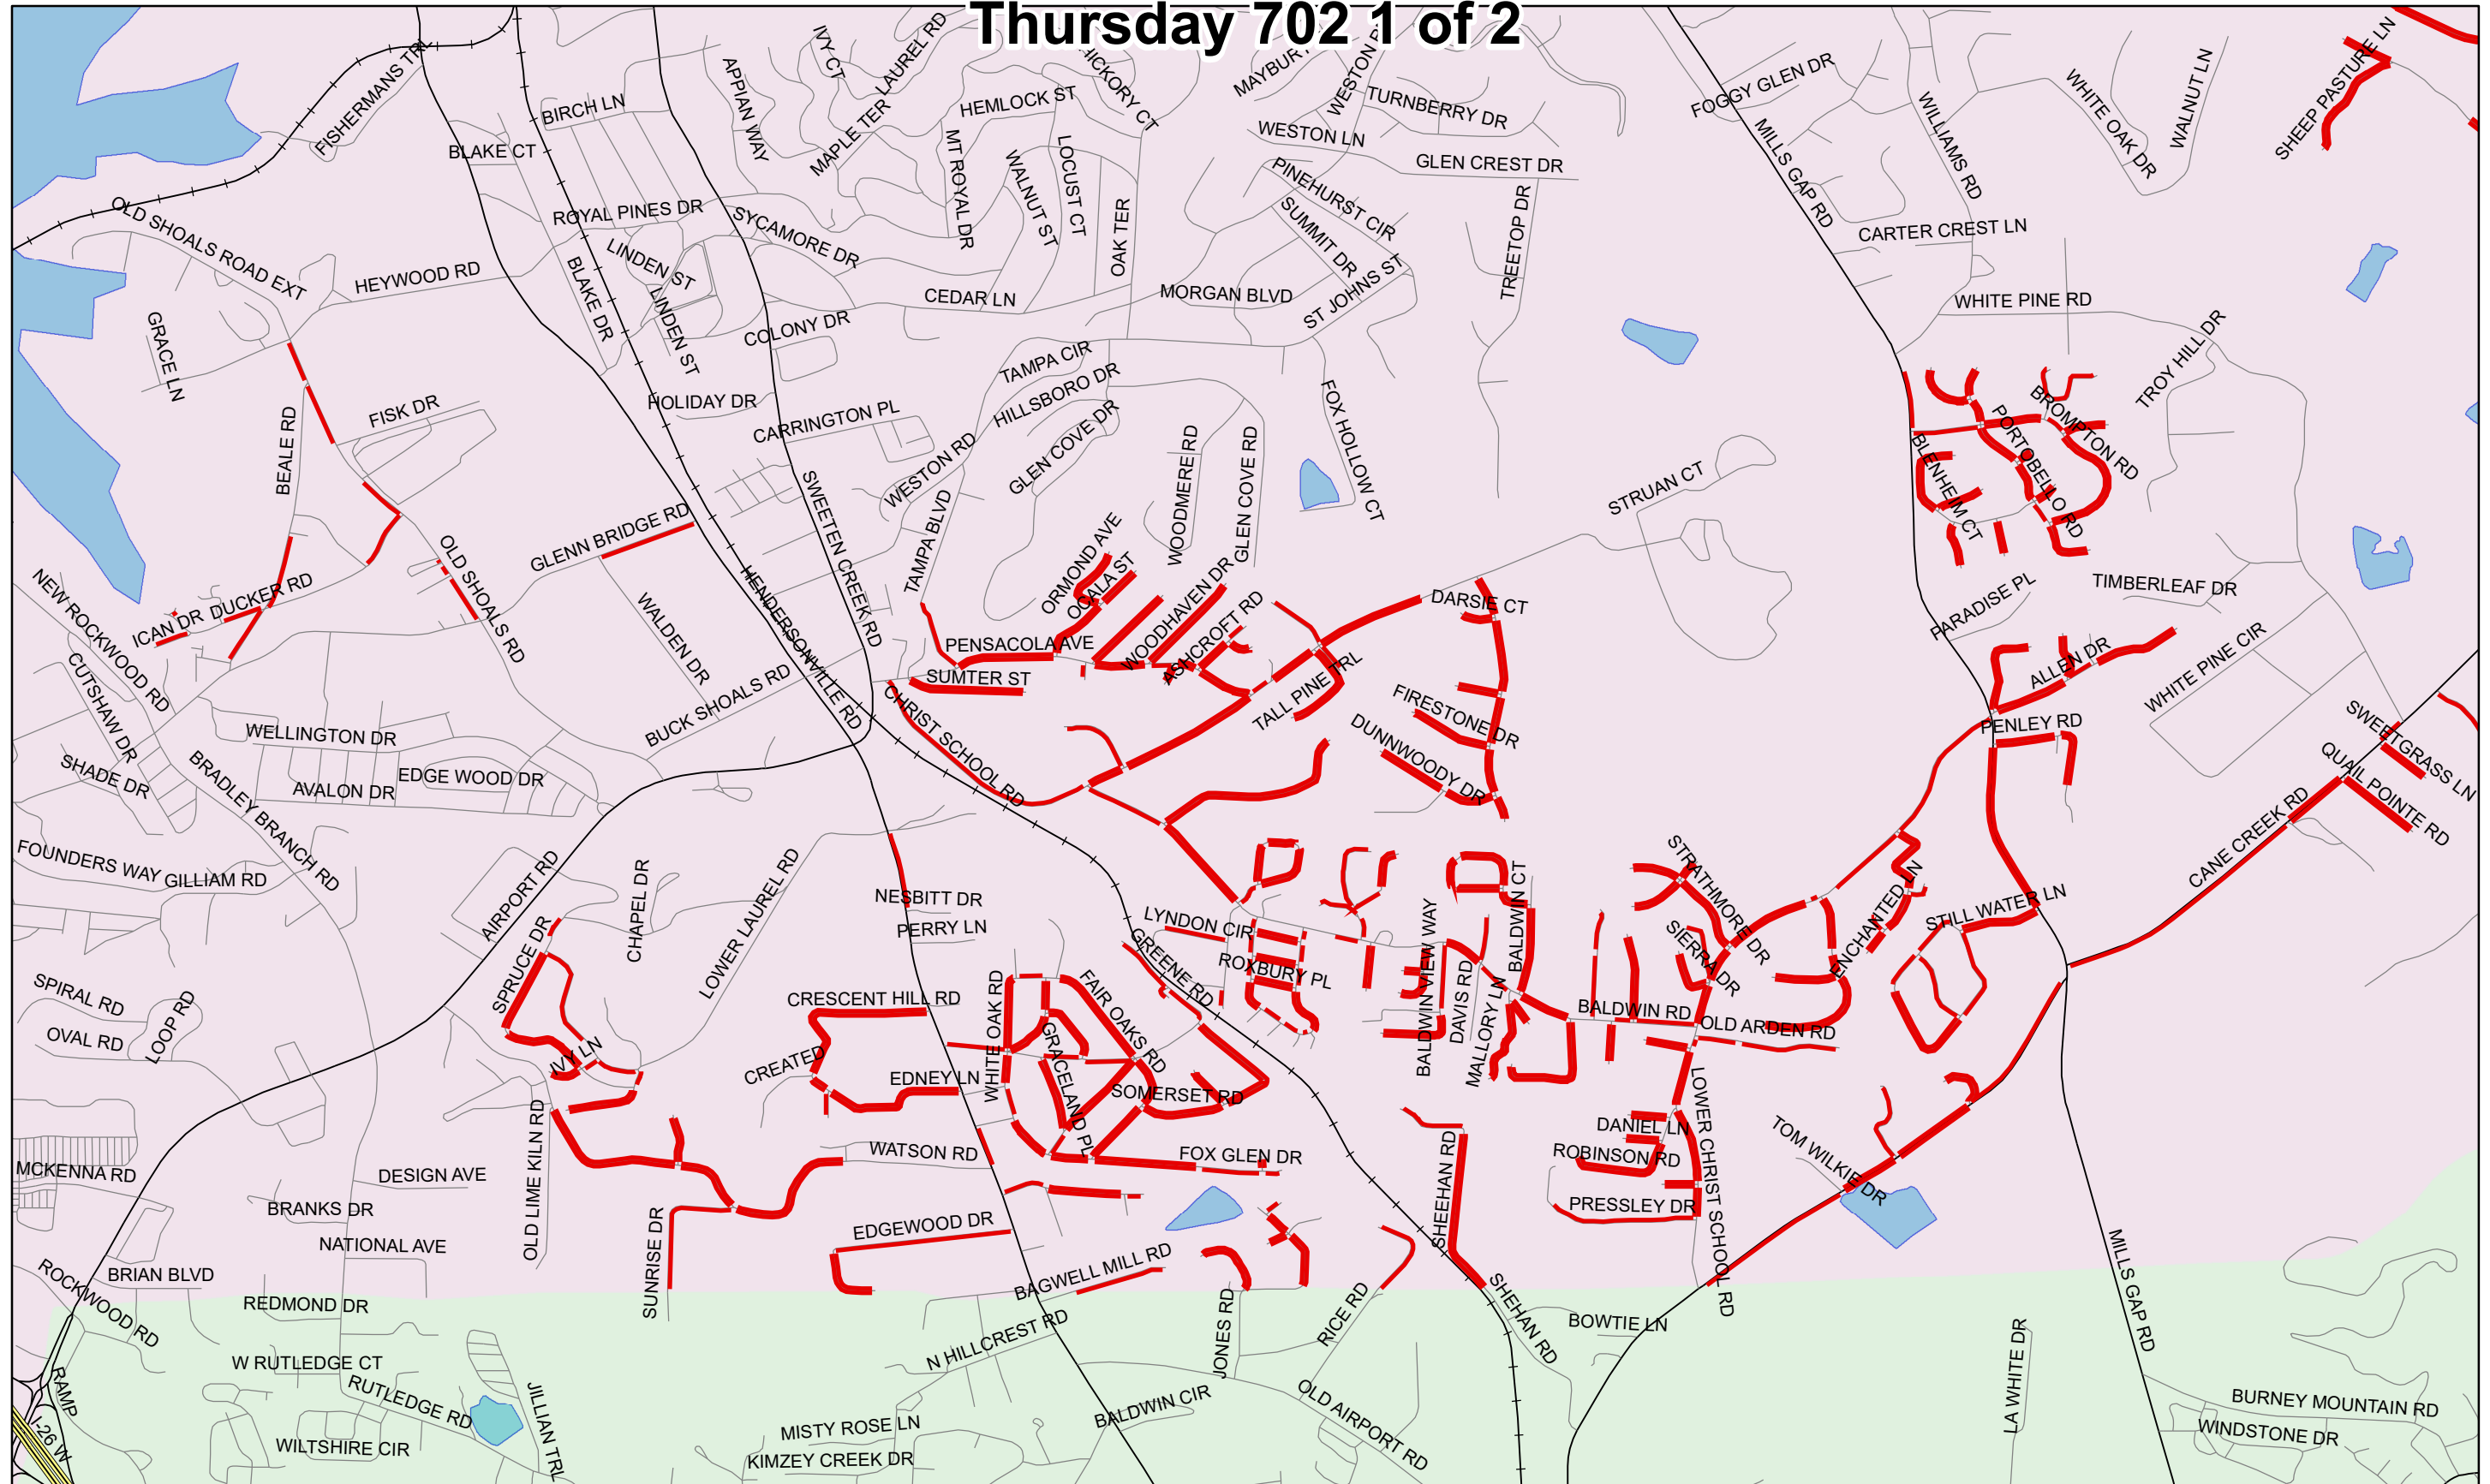 Thursday 702 1 of 2
FISHERMANS TRL
BIRCH LN
BLAKE CT
APPIAN WAY
IVY CT
LAUREL RD
MAPLE TER
HEMLOCK ST
HICKORY CT
MT ROYAL DR
WALNUT ST
LOCUST CT
OAK TER
WESTON LN
TURNBERRY DR
GLEN CREST DR
PINEHURST CIR
SUMMIT DR
ST JOHNS ST
TREETOP DR
FOGGY GLEN DR
MILLS GAP RD
WILLIAMS RD
WHITE OAK DR
WALNUT LN
SHEEP PASTURE LN
OLD SHOALS ROAD EXT
HEYWOOD RD
ROYAL PINES DR
LINDEN ST
SYCAMORE DR
BLAKE DR
LINDEN ST
COLONY DR
CEDAR LN
MORGAN BLVD
CARTER CREST LN
WHITE PINE RD
TROY HILL DR
GRACE LN
BEALE RD
FISK DR
HOLIDAY DR
CARRINGTON PL
TAMPA CIR
HILLSBORO DR
GLEN COVE DR
WESTON RD
TAMPA BLVD
WOODMERE RD
GLEN COVE RD
FOX HOLLOW CT
STRUAN CT
BROMPTON RD
PORTOBELLO RD
BLENHEIM CT
GLENN BRIDGE RD
OLD SHOALS RD
SWEETEN CREEK RD
HENDERSONVILLE RD
WALDEN DR
ORMOND AVE
OCALA ST
WOODHAVEN DR
ASHCROFT RD
PENSACOLA AVE
SUMTER ST
DARSIE CT
PARADISE PL
TIMBERLEAF DR
NEW ROCKWOOD RD
ICAN DR
DUCKER RD
CUTSHAW DR
SHADE DR
BUCK SHOALS RD
CHRIST SCHOOL RD
TALL PINE TRL
FIRESTONE DR
DUNNWOODY DR
ALLEN DR
PENLEY RD
WHITE PINE CIR
SWEETGRASS LN
QUAIL POINTE RD
CANE CREEK RD
WELLINGTON DR
AVALON DR
EDGE WOOD DR
BRADLEY BRANCH RD
FOUNDERS WAY
GILLIAM RD
AIRPORT RD
CHAPEL DR
LOWER LAUREL RD
NESBITT DR
PERRY LN
LYNDON CIR
GREENE RD
ROXBURY PL
BALDWIN VIEW WAY
DAVIS RD
MALLORY LN
BALDWIN CT
STRATHMORE DR
SIERRA DR
ENCHANTED LN
STILL WATER LN
BALDWIN RD
OLD ARDEN RD
SPIRAL RD
OVAL RD
LOOP RD
SPRUCE DR
IVY LN
CRESCENT HILL RD
CREATED
EDNEY LN
WHITE OAK RD
GRACELAND PL
FAIR OAKS RD
SOMERSET RD
FOX GLEN DR
WATSON RD
DANIEL LN
ROBINSON RD
PRESSLEY DR
LOWER CHRIST SCHOOL RD
TOM WILKIE DR
MCKENNA RD
DESIGN AVE
BRANKS DR
NATIONAL AVE
OLD LIME KILN RD
SUNRISE DR
EDGEWOOD DR
BAGWELL MILL RD
SHEEHAN RD
ROCKWOOD RD
BRIAN BLVD
REDMOND DR
W RUTLEDGE CT
RUTLEDGE RD
JILLIAN TRL
WILTSHIRE CIR
RAMP
I-26 W
N HILLCREST RD
JONES RD
RICE RD
SHEHAN RD
BOWTIE LN
MISTY ROSE LN
KIMZEY CREEK DR
BALDWIN CIR
OLD AIRPORT RD
MILLS GAP RD
LA WHITE DR
BURNEY MOUNTAIN RD
WINDSTONE DR